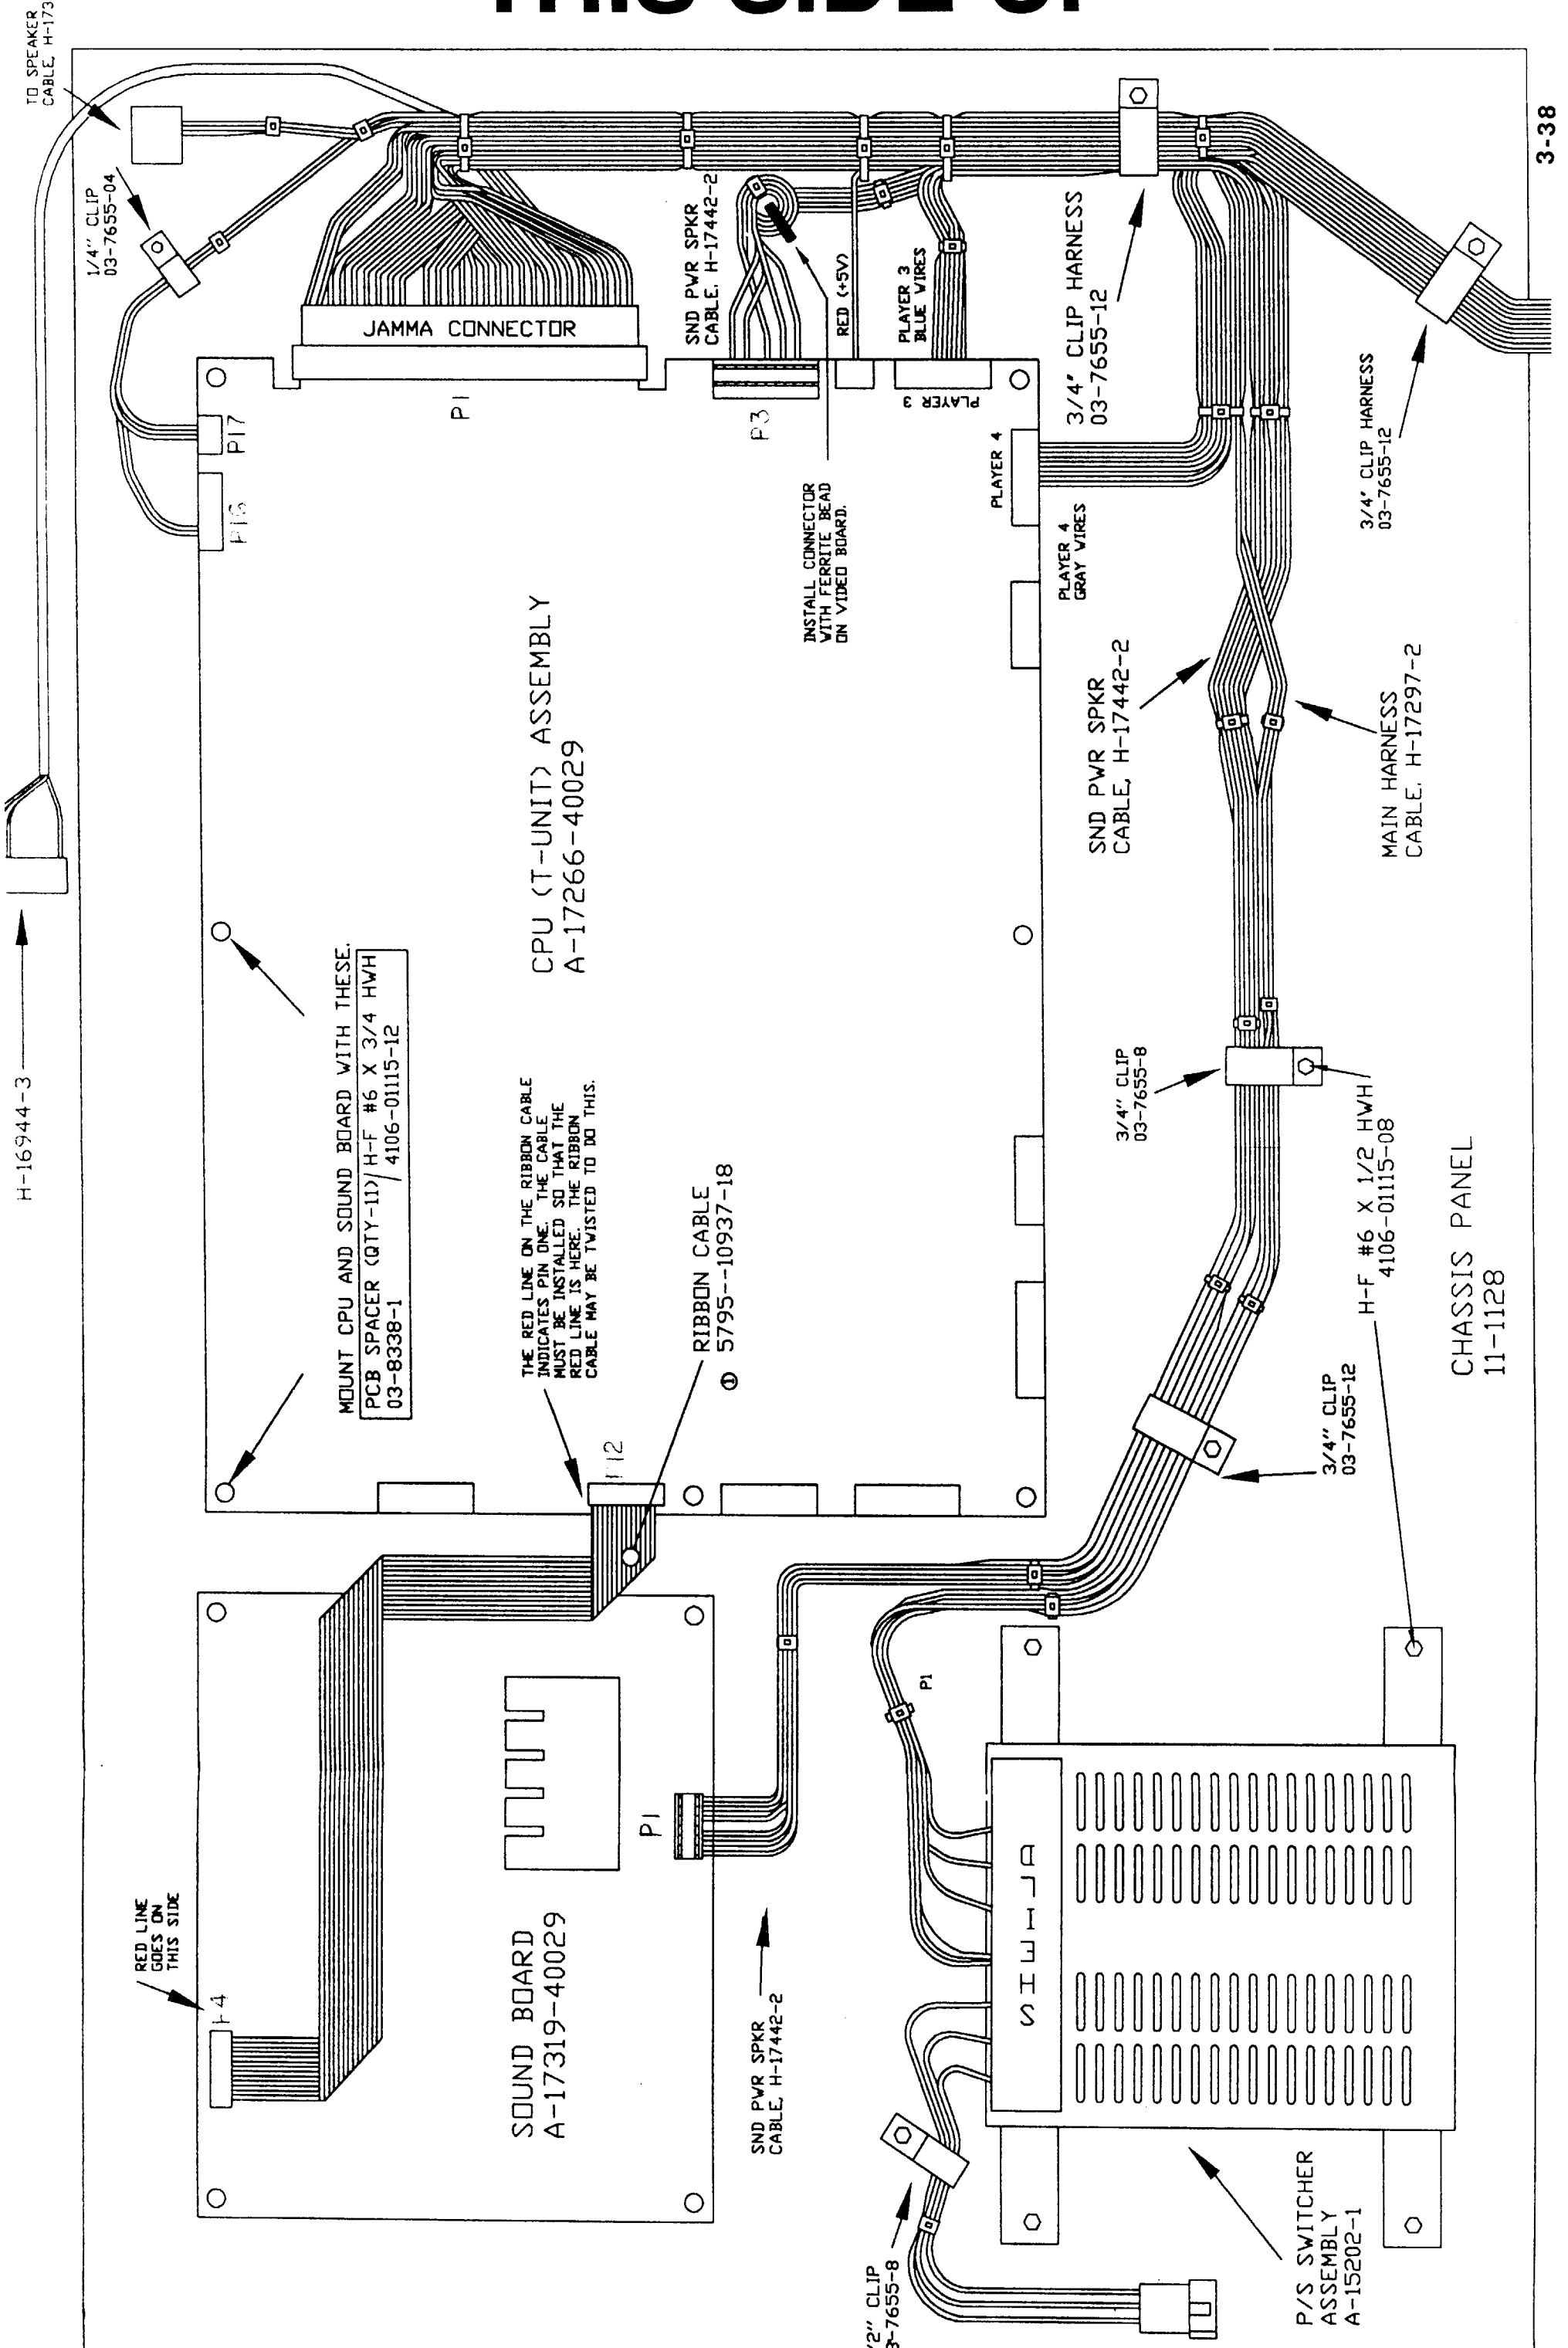 THIS SIDE UP
TO SPEAKER
CABLE, H-173
1/4" CLIP
03-7655-04
H-16944-3
JAMMA CONNECTOR
P1
P17
P16
SND PWR SPKR
CABLE, H-17442-2
P3
RED (+5V)
PLAYER 3
BLUE WIRES
PLAYER 3
INSTALL CONNECTOR
WITH FERRITE BEAD
ON VIDEO BOARD.
PLAYER 4
PLAYER 4
GRAY WIRES
3/4" CLIP HARNESS
03-7655-12
3/4" CLIP HARNESS
03-7655-12
3-38
CPU (T-UNIT) ASSEMBLY
A-17266-40029
MOUNT CPU AND SOUND BOARD WITH THESE.
PCB SPACER (QTY-11)/H-F #6 X 3/4 HWH
03-8338-1 / 4106-01115-12
THE RED LINE ON THE RIBBON CABLE
INDICATES PIN ONE. THE CABLE
MUST BE INSTALLED SO THAT THE
RED LINE IS HERE. THE RIBBON
CABLE MAY BE TWISTED TO DO THIS.
RIBBON CABLE
① 5795--10937-18
SND PWR SPKR
CABLE, H-17442-2
MAIN HARNESS
CABLE, H-17297-2
3/4" CLIP
03-7655-8
H-F #6 X 1/2 HWH
4106-01115-08
3/4" CLIP
03-7655-12
CHASSIS PANEL
11-1128
RED LINE
GOES ON
THIS SIDE
SOUND BOARD
A-17319-40029
P1
SND PWR SPKR
CABLE, H-17442-2
P1
P/S SWITCHER
ASSEMBLY
A-15202-1
/2" CLIP
3-7655-8